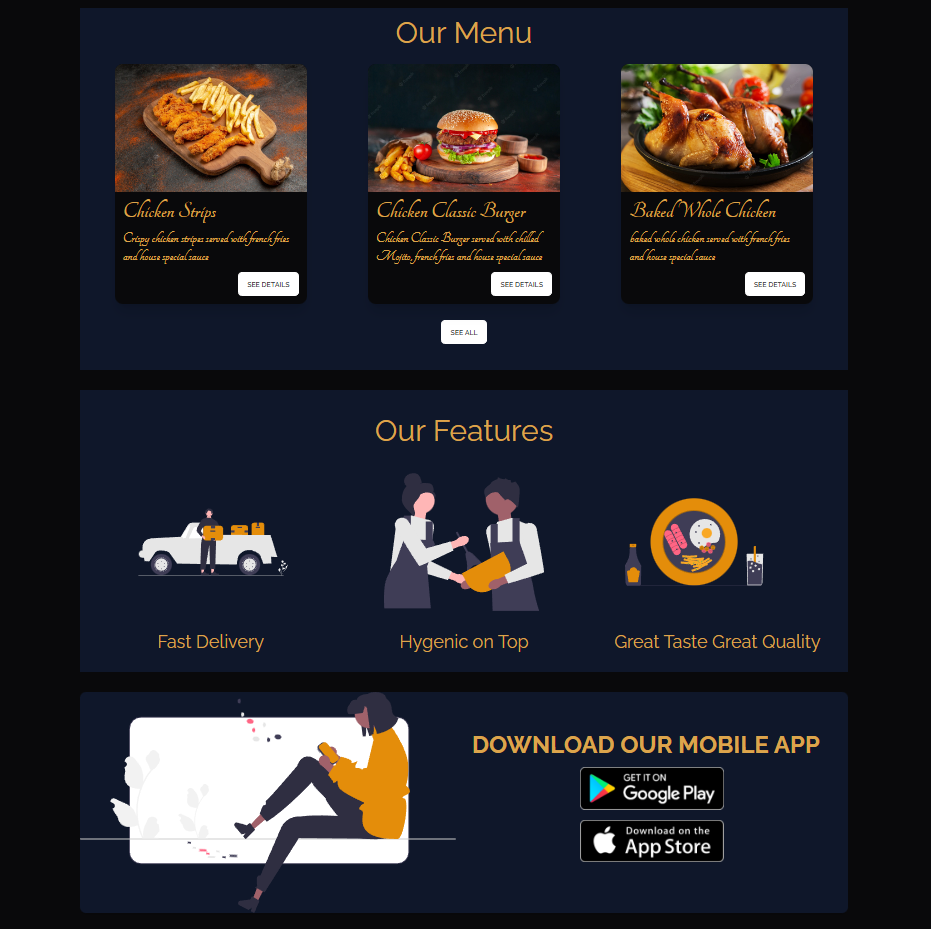 Our Menu
Chicken Strips
Crispy chicken stripes served with french fries
and house special sauce
SEE DETAILS
Chicken Classic Burger
Chicken Classic Burger served with chilled
Mojito, french fries and house special sauce
SEE DETAILS
Baked Whole Chicken
baked whole chicken served with french fries
and house special sauce
SEE DETAILS
SEE ALL
Our Features
Fast Delivery
Hygenic on Top
Great Taste Great Quality
DOWNLOAD OUR MOBILE APP
GET IT ON
Google Play
Download on the
App Store